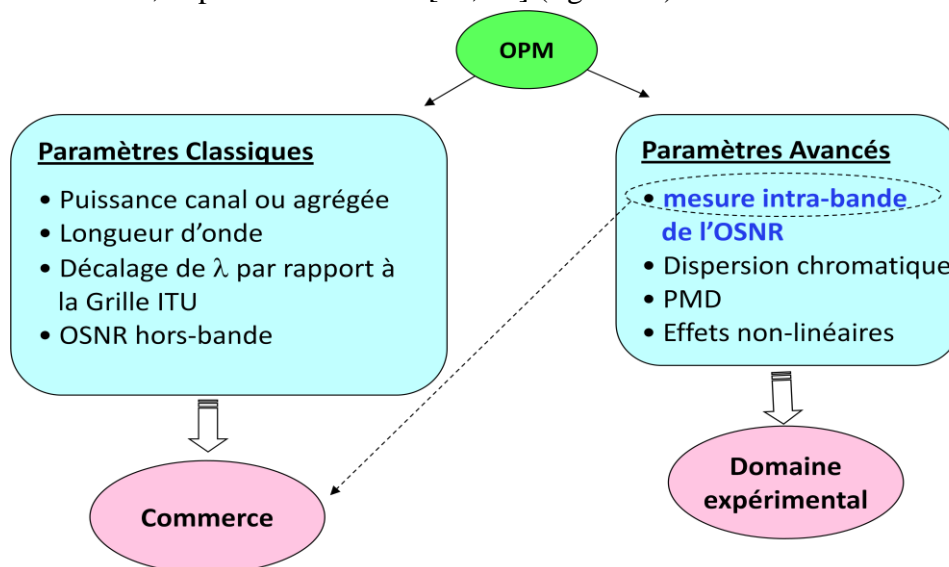 OPM
Paramètres Classiques
• Puissance canal ou agrégée
• Longueur d'onde
• Décalage de λ par rapport à
la Grille ITU
• OSNR hors-bande
Paramètres Avancés
• mesure intra-bande
de l'OSNR
• Dispersion chromatique
• PMD
• Effets non-linéaires
Commerce
Domaine
expérimental